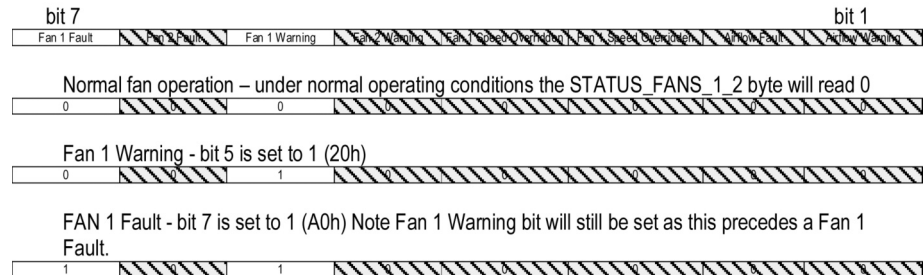 bit 7 bit 1
Fan 1 Fault Fan 2 Fault Fan 1 Warning Fan 2 Warning Fan 1 Speed Overridden Fan 1 Speed Overridden Airflow Fault Airflow Warning
Normal fan operation – under normal operating conditions the STATUS_FANS_1_2 byte will read 0
0 0 0 0 0 0 0 0
Fan 1 Warning - bit 5 is set to 1 (20h)
0 0 1 0 0 0 0 0
FAN 1 Fault - bit 7 is set to 1 (A0h) Note Fan 1 Warning bit will still be set as this precedes a Fan 1
Fault.
1 0 1 0 0 0 0 0